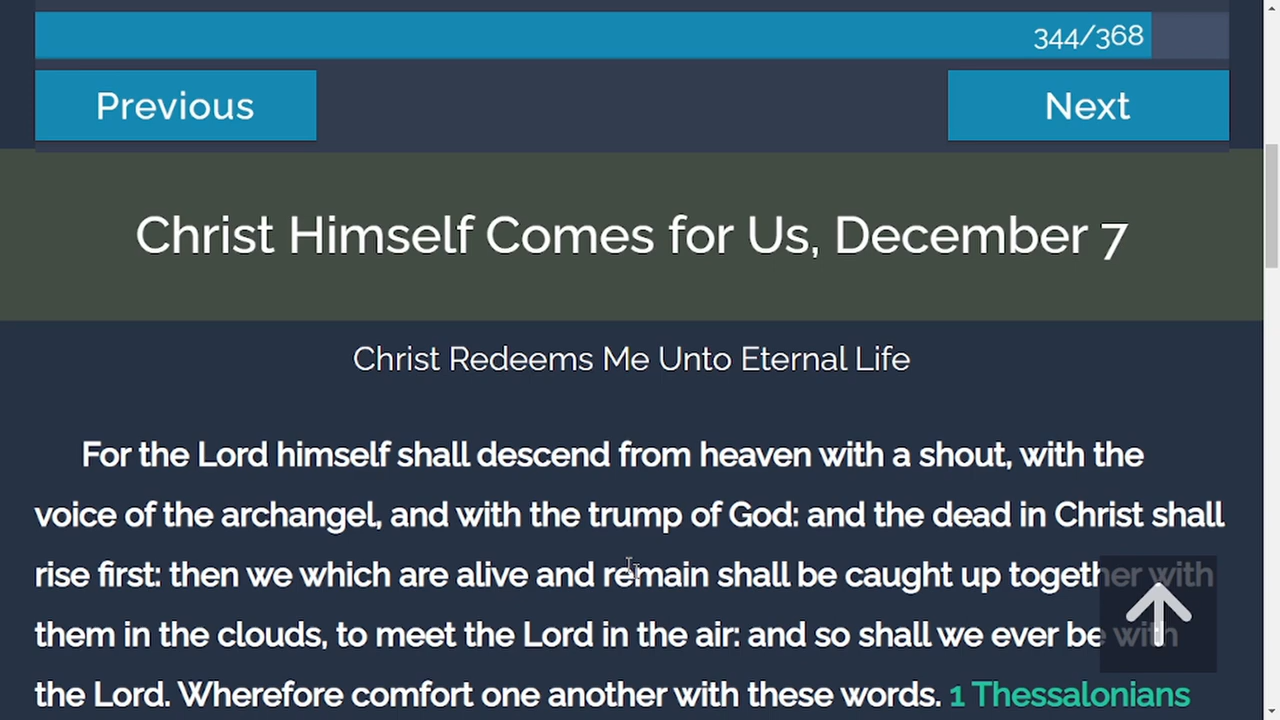 344/368
Previous
Next
Christ Himself Comes for Us, December 7
Christ Redeems Me Unto Eternal Life
For the Lord himself shall descend from heaven with a shout, with the
voice of the archangel, and with the trump of God: and the dead in Christ shall
rise first: then we which are alive and remain shall be caught up together with
them in the clouds, to meet the Lord in the air: and so shall we ever be with
the Lord. Wherefore comfort one another with these words. 1 Thessalonians